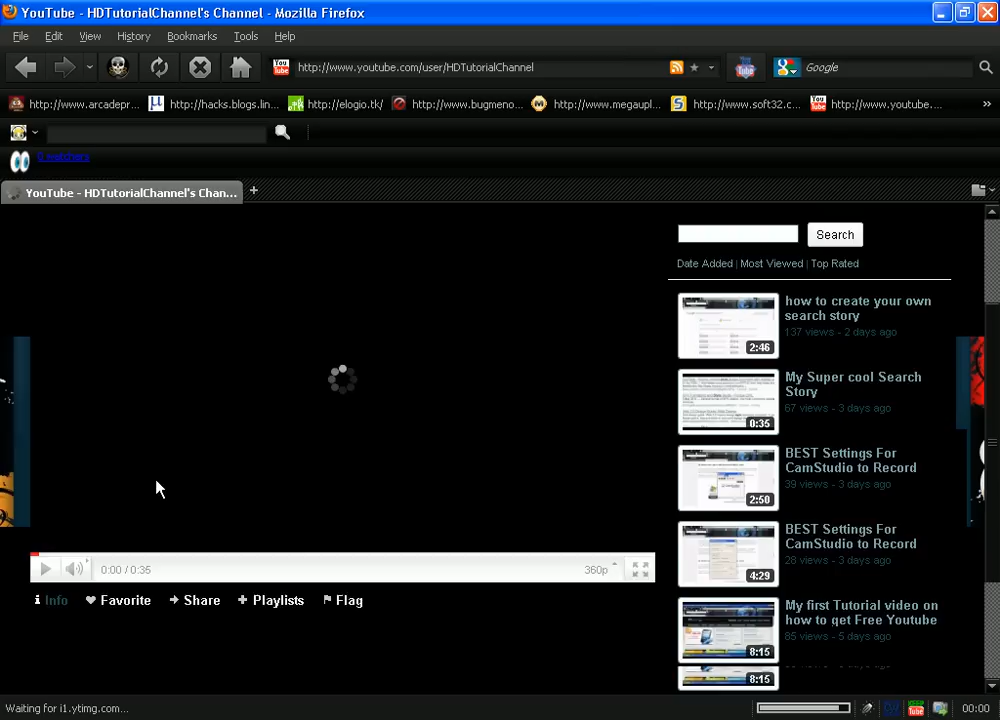 YouTube - HDTutorialChannel's Channel - Mozilla Firefox
File Edit View History Bookmarks Tools Help
http://www.youtube.com/user/HDTutorialChannel
Google
http://www.arcadepr... http://hacks.blogs.lin... http://elogio.tk/ http://www.bugmeno... http://www.megaupl... http://www.soft32.c... http://www.youtube.... »
0 watchers
YouTube - HDTutorialChannel's Chan... +
Search
Date Added | Most Viewed | Top Rated
how to create your own
search story
137 views - 2 days ago
2:46
My Super cool Search
Story
67 views - 3 days ago
0:35
BEST Settings For
CamStudio to Record
39 views - 3 days ago
2:50
BEST Settings For
CamStudio to Record
28 views - 3 days ago
4:29
My first Tutorial video on
how to get Free Youtube
85 views - 5 days ago
8:15
8:15
0:00 / 0:35 360p
Info Favorite Share Playlists Flag
Waiting for i1.ytimg.com... 00:00